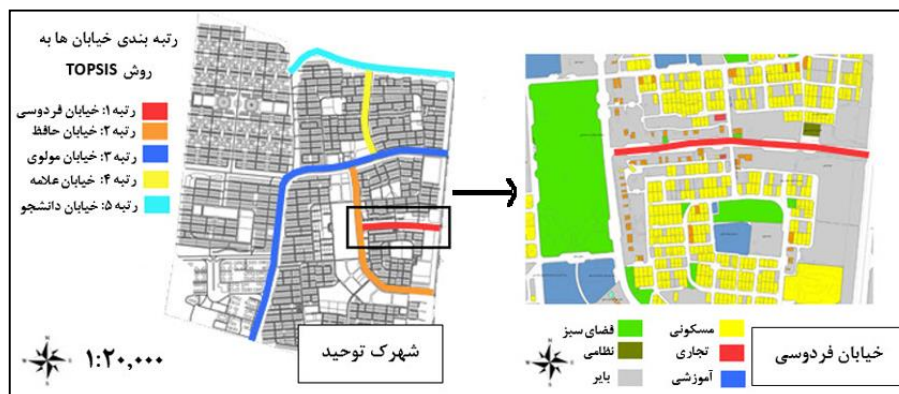 رتبه بندی خیابان ها به
روش TOPSIS
رتبه ۱: خیابان فردوسی
رتبه ۲: خیابان حافظ
رتبه ۳: خیابان مولوی
رتبه ۴: خیابان علامه
رتبه ۵: خیابان دانشجو
۱:۲۰,۰۰۰
شهرک توحید
مسکونی
تجاری
آموزشی
فضای سبز
نظامی
بایر
خیابان فردوسی